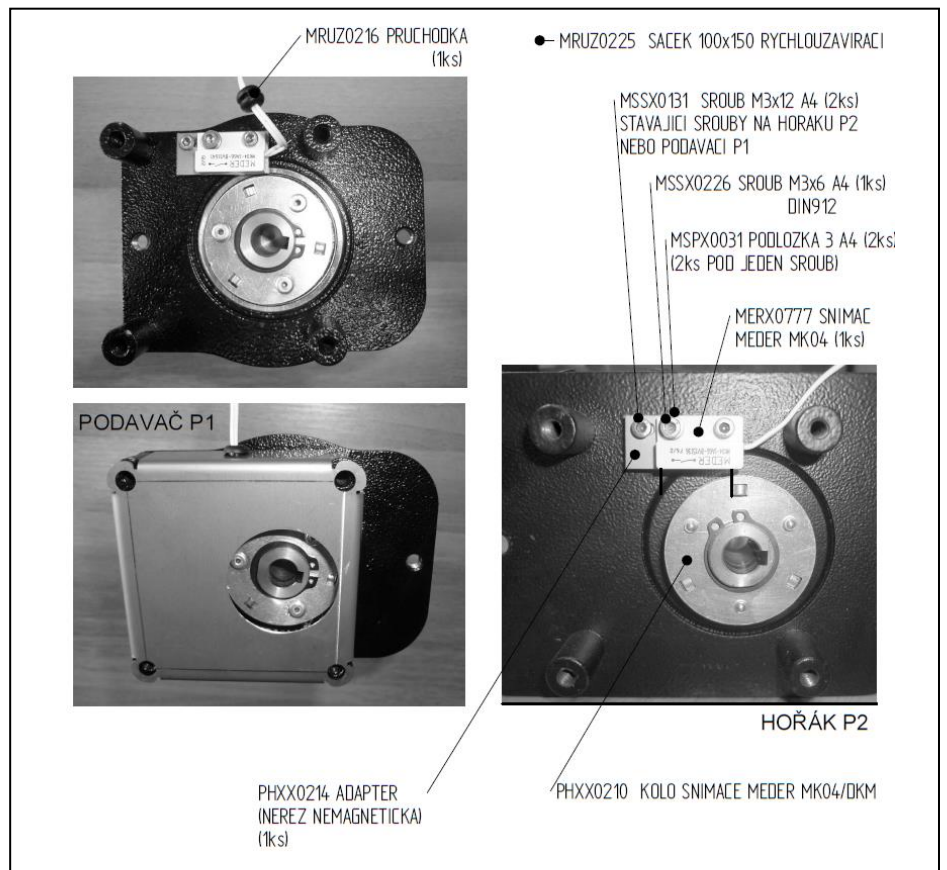 MRUZ0216 PRUCHODKA
(1ks)
MRUZ0225 SACEK 100x150 RYCHLOUZAVIRACI
MSSX0131 SROUB M3x12 A4 (2ks)
STAVAJICI SROUBY NA HORAKU P2
NEBO PODAVACI P1
MSSX0226 SROUB M3x6 A4 (1ks)
DIN912
MSPX0031 PODLOZKA 3 A4 (2ks)
(2ks POD JEDEN SROUB)
MERX0777 SNIMAC
MEDER MK04 (1ks)
MEDER
PODAVAČ P1
MEDER
HOŘÁK P2
PHXX0214 ADAPTER
(NEREZ NEMAGNETICKA)
(1ks)
PHXX0210 KOLO SNIMACE MEDER MK04/DKM